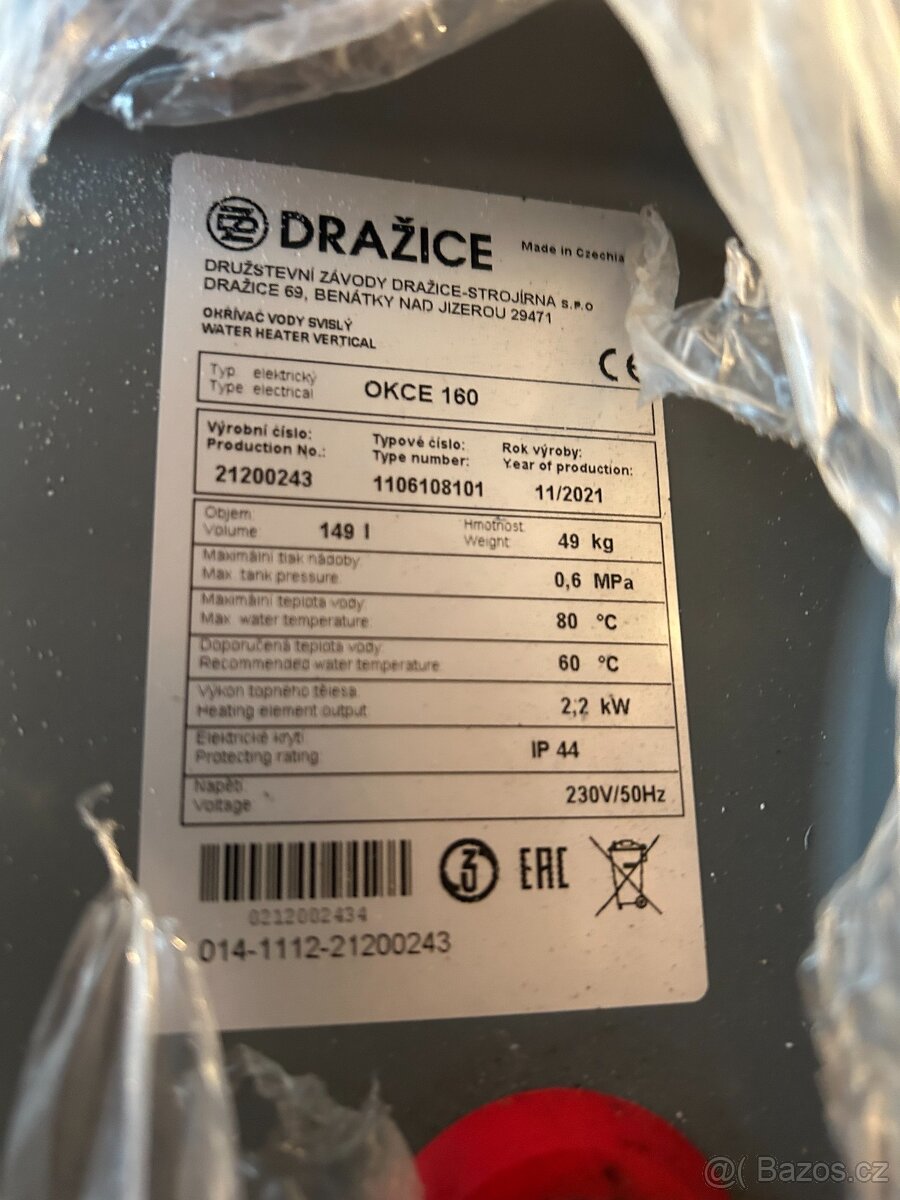 DRAŽICE
Made in Czechia
DRUŽSTEVNÍ ZÁVODY DRAŽICE-STROJÍRNA s.r.o
DRAŽICE 69, BENÁTKY NAD JIZEROU 29471
OHŘÍVAČ VODY SVISLÝ
WATER HEATER VERTICAL
CE
Typ elektrický
Type electrical
OKCE 160
Výrobní číslo:
Production No.:
21200243
Typové číslo:
Type number:
1106108101
Rok výroby:
Year of production:
11/2021
Objem
Volume
149 l
Hmotnost
Weight
49 kg
Maximální tlak nádoby
Max. tank pressure
0,6 MPa
Maximální teplota vody
Max. water temperature
80 °C
Doporučená teplota vody
Recommended water temperature
60 °C
Výkon topného tělesa
Heating element output
2,2 kW
Elektrické krytí
Protecting rating
IP 44
Napětí
Voltage
230V/50Hz
EAC
0212002434
014-1112-21200243
@( Bazos.cz